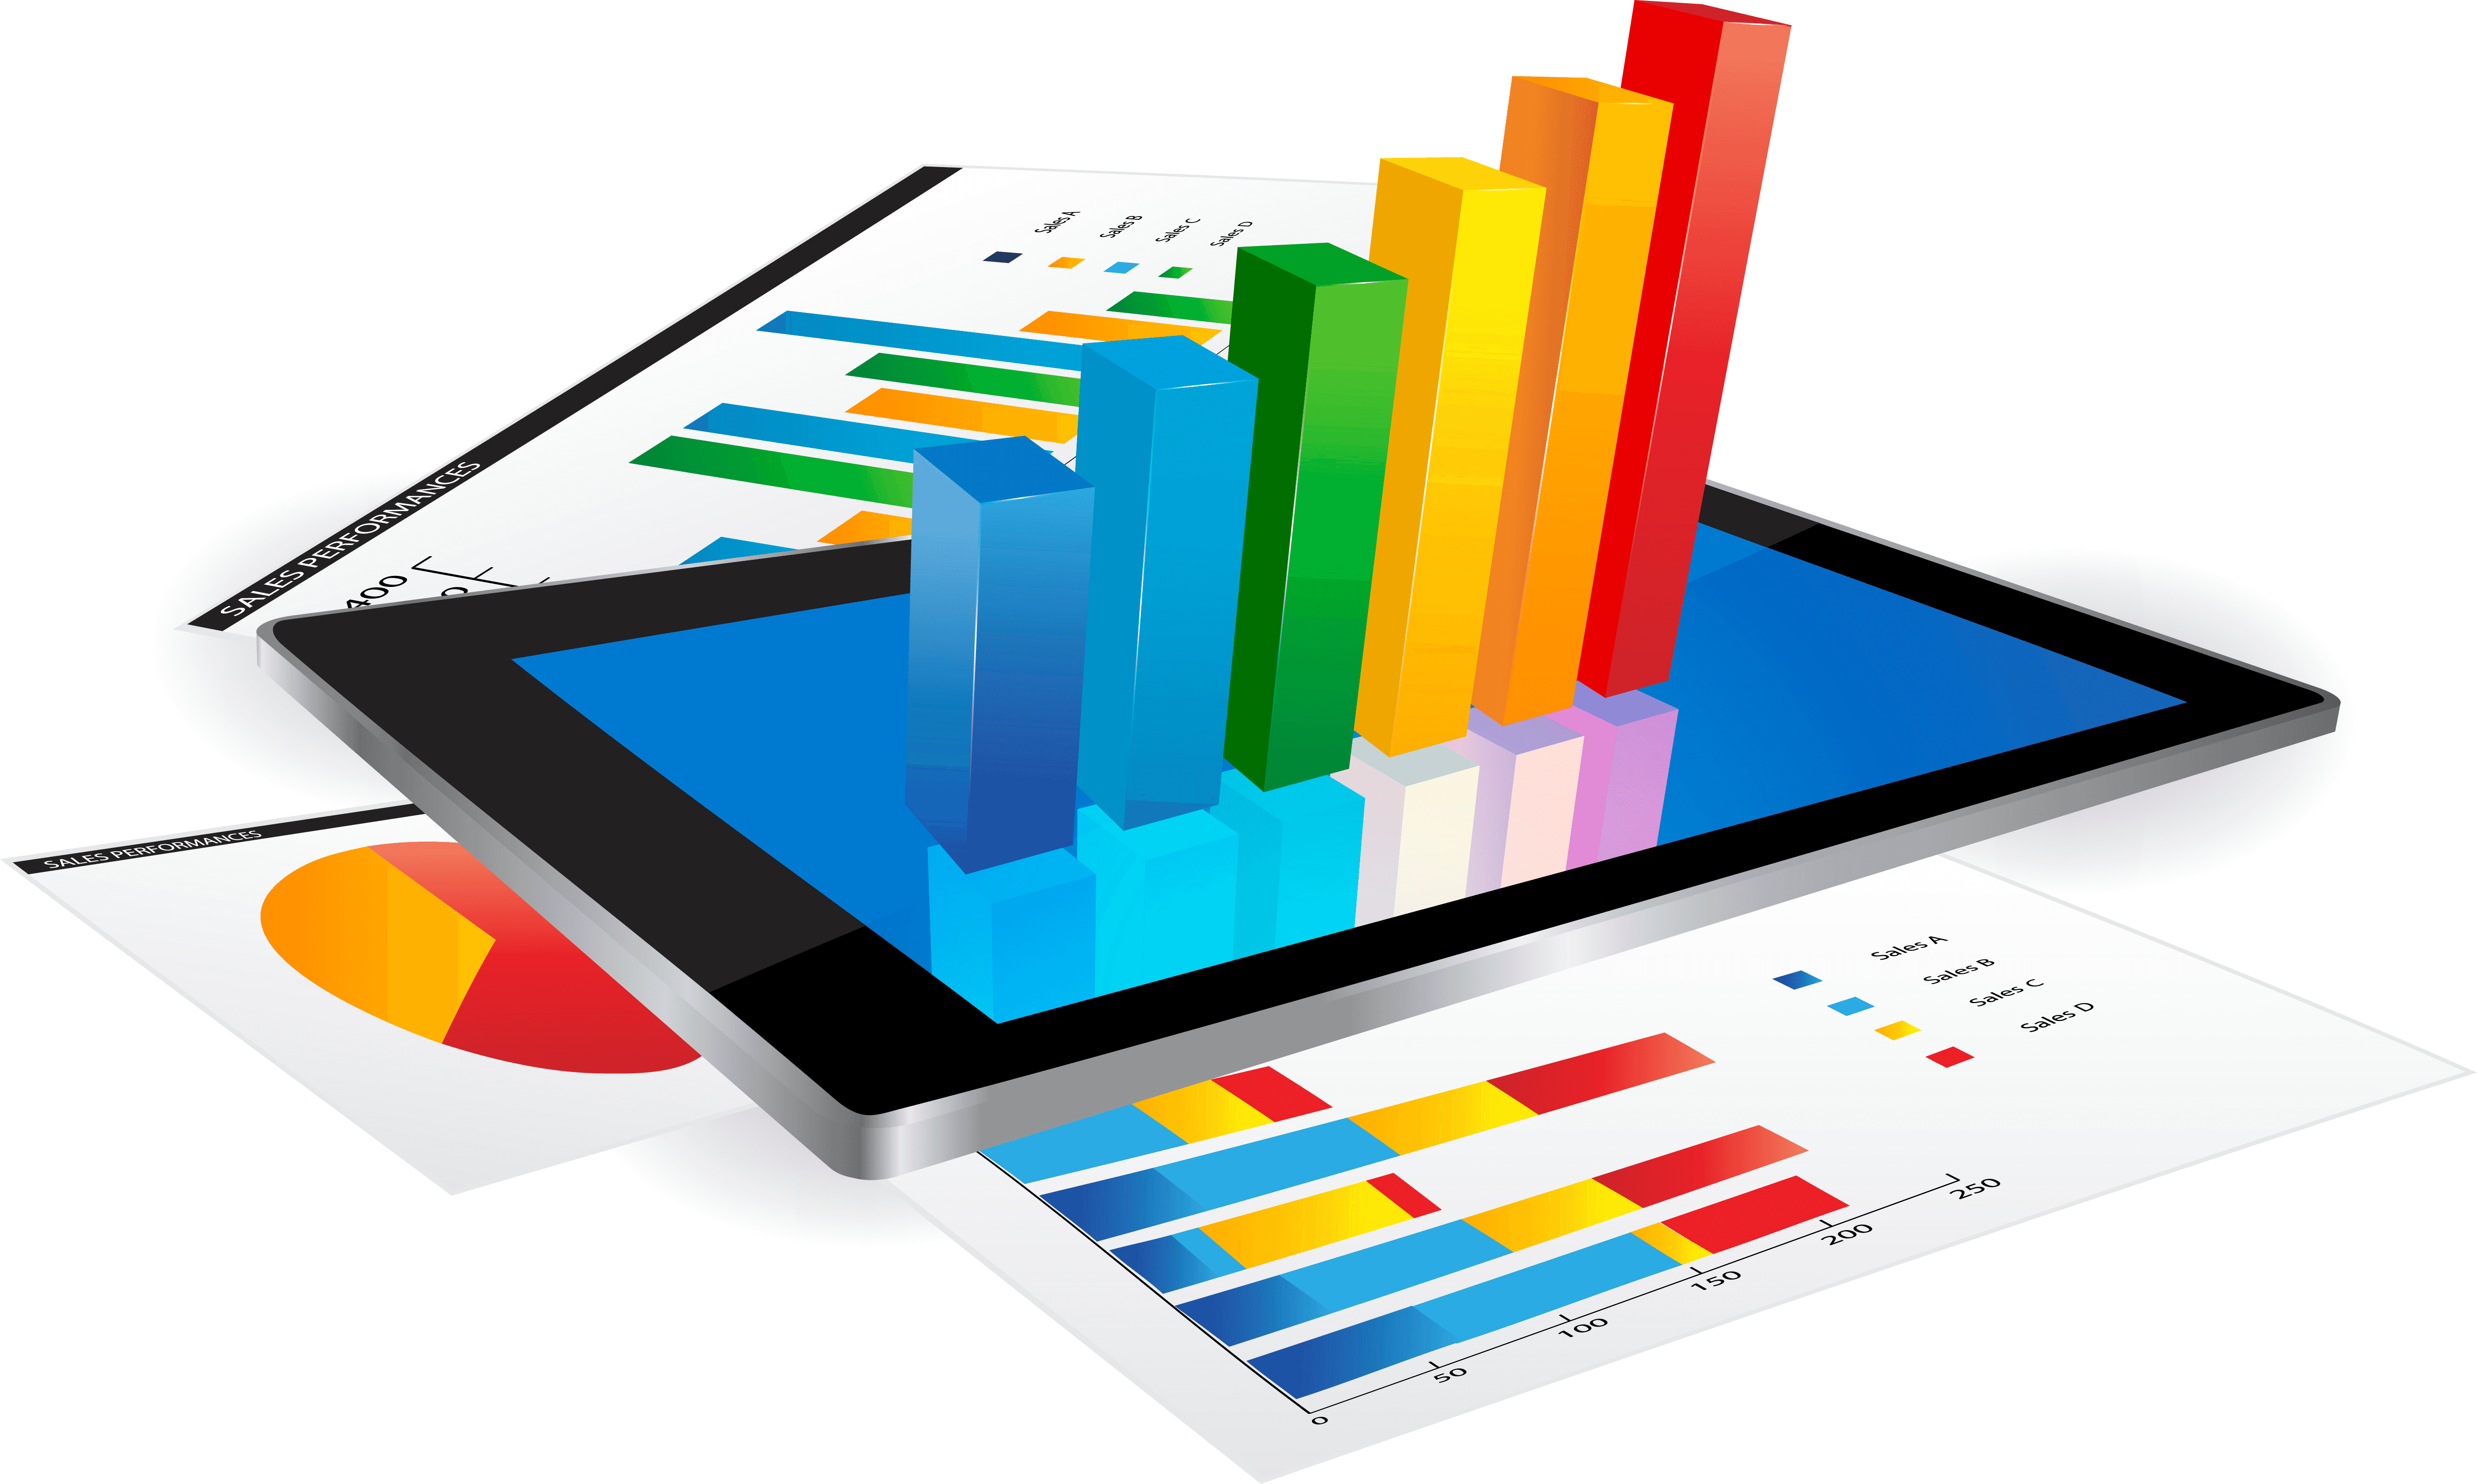 Sales A
Sales B
Sales C
Sales D
SALES PERFORMANCES
400
SALES PERFORMANCES
Sales A
Sales B
Sales C
Sales D
0
50
100
150
200
250